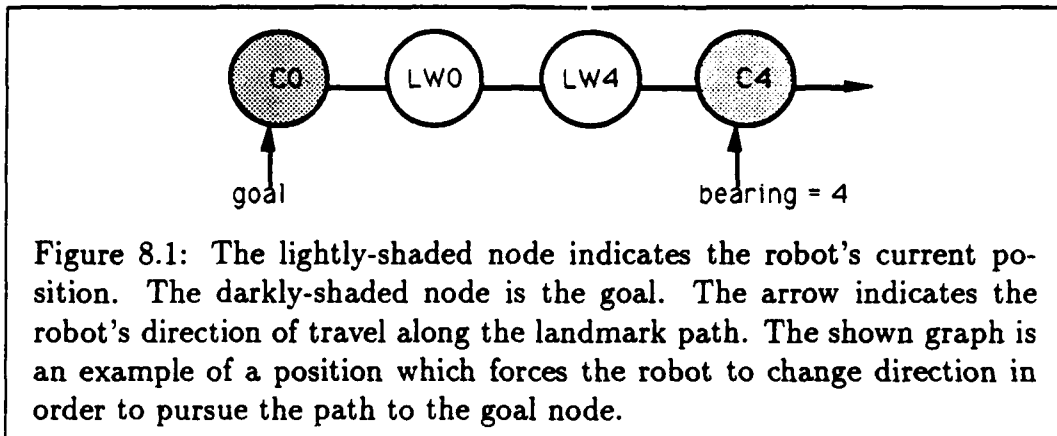 C0 LW0 LW4 C4
goal bearing = 4
Figure 8.1: The lightly-shaded node indicates the robot's current po-
sition. The darkly-shaded node is the goal. The arrow indicates the
robot's direction of travel along the landmark path. The shown graph is
an example of a position which forces the robot to change direction in
order to pursue the path to the goal node.